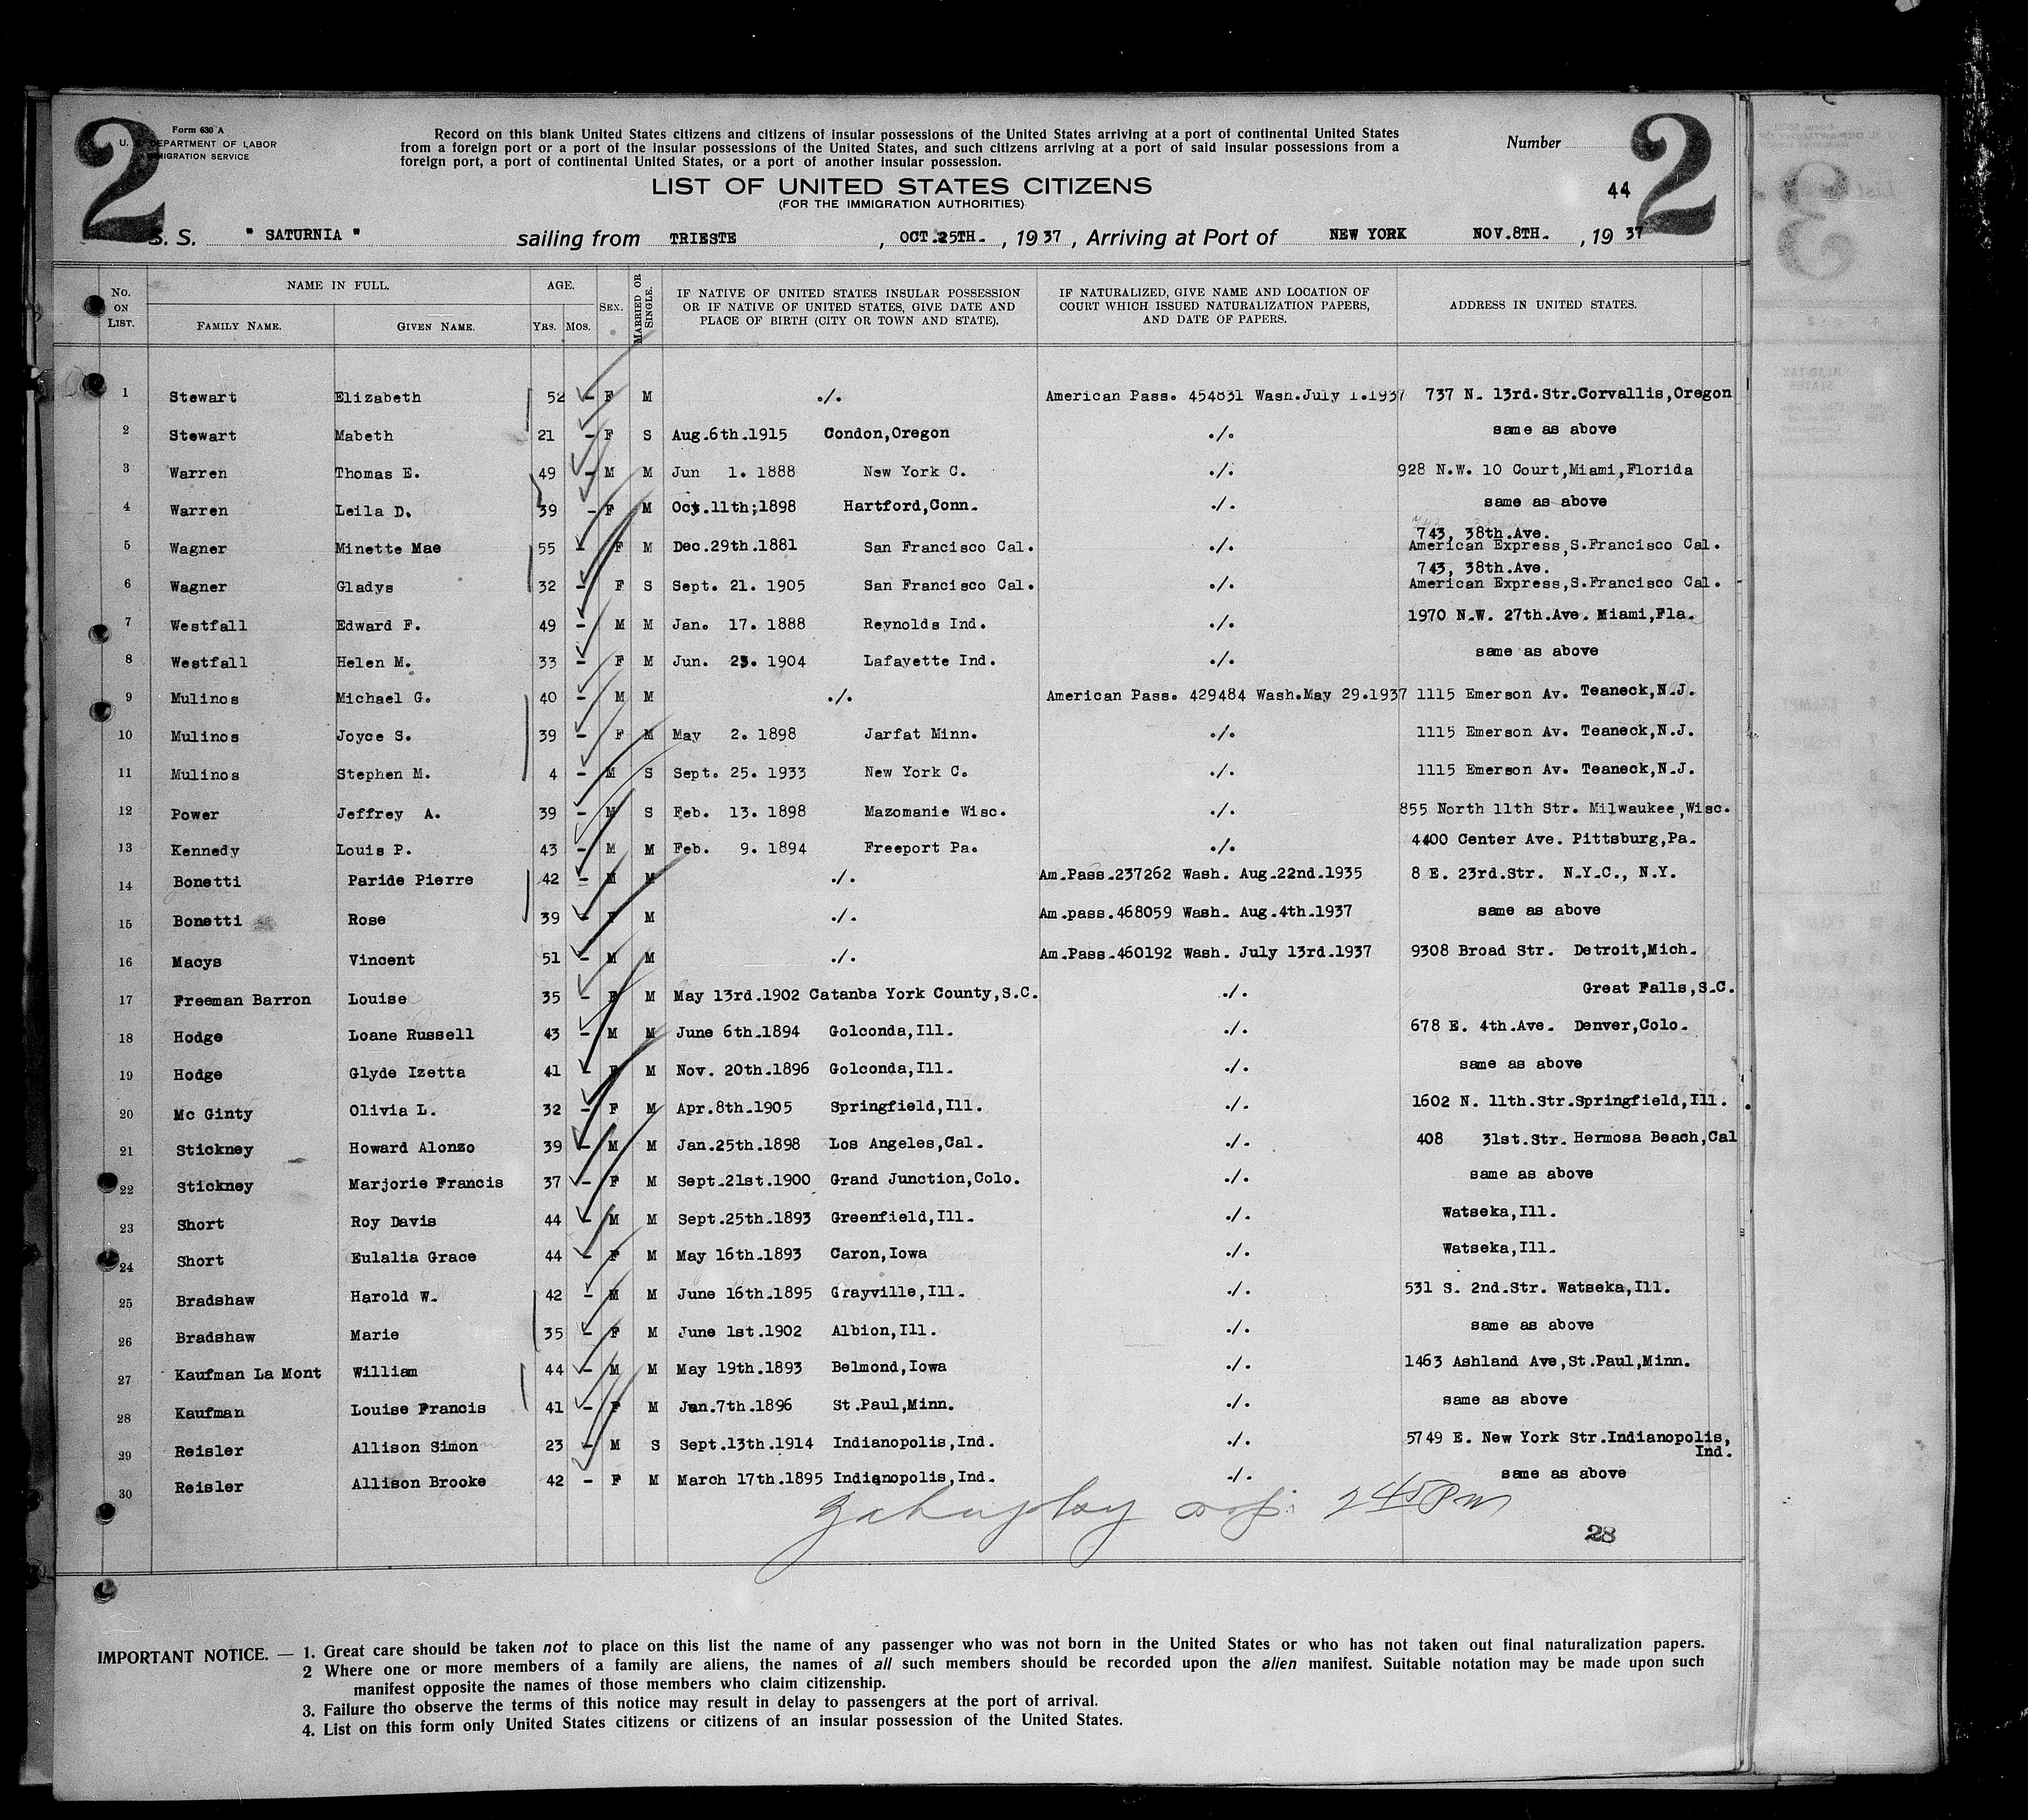 2 2
Form 630 A
U. S. DEPARTMENT OF LABOR
IMMIGRATION SERVICE
Record on this blank United States citizens and citizens of insular possessions of the United States arriving at a port of continental United States
from a foreign port or a port of the insular possessions of the United States, and such citizens arriving at a port of said insular possessions from a
foreign port, a port of continental United States, or a port of another insular possession.
Number
LIST OF UNITED STATES CITIZENS
(FOR THE IMMIGRATION AUTHORITIES)
44
S. S. " SATURNIA " sailing from TRIESTE , OCT.25TH. , 1937 , Arriving at Port of NEW YORK NOV.8TH. , 19 37
No. ON LIST. NAME IN FULL. FAMILY NAME. GIVEN NAME. AGE. YRS. MOS. SEX. MARRIED OR SINGLE. IF NATIVE OF UNITED STATES INSULAR POSSESSION OR IF NATIVE OF UNITED STATES, GIVE DATE AND PLACE OF BIRTH (CITY OR TOWN AND STATE). IF NATURALIZED, GIVE NAME AND LOCATION OF COURT WHICH ISSUED NATURALIZATION PAPERS, AND DATE OF PAPERS. ADDRESS IN UNITED STATES.
1 Stewart Elizabeth 52 - F M ./. American Pass. 454831 Wash.July 1.1937 737 N. 13rd.Str.Corvallis,Oregon
2 Stewart Mabeth 21 - F S Aug.6th.1915 Condon,Oregon ./. same as above
3 Warren Thomas E. 49 - M M Jun 1. 1888 New York C. ./. 928 N.W. 10 Court,Miami,Florida
4 Warren Leila D. 39 - F M Oct.11th;1898 Hartford,Conn. ./. same as above
743, 38th.Ave.
5 Wagner Minette Mae 55 - F M Dec.29th.1881 San Francisco Cal. ./. American Express,S.Francisco Cal.
743, 38th.Ave.
6 Wagner Gladys 32 - F S Sept. 21. 1905 San Francisco Cal. ./. American Express,S.Francisco Cal.
7 Westfall Edward F. 49 - M M Jan. 17. 1888 Reynolds Ind. ./. 1970 N.W. 27th.Ave. Miami,Fla.
8 Westfall Helen M. 33 - F M Jun. 23. 1904 Lafayette Ind. ./. same as above
9 Mulinos Michael G. 40 - M M ./. American Pass. 429484 Wash.May 29.1937 1115 Emerson Av. Teaneck,N.J.
10 Mulinos Joyce S. 39 - F M May 2. 1898 Jarfat Minn. ./. 1115 Emerson Av. Teaneck,N.J.
11 Mulinos Stephen M. 4 - M S Sept. 25. 1933 New York C. ./. 1115 Emerson Av. Teaneck,N.J.
12 Power Jeffrey A. 39 - M S Feb. 13. 1898 Mazomanie Wisc. ./. 855 North 11th Str. Milwaukee,Wisc.
13 Kennedy Louis P. 43 - M M Feb. 9. 1894 Freeport Pa. ./. 4400 Center Ave. Pittsburg,Pa.
14 Bonetti Paride Pierre 42 - M M ./. Am.Pass.237262 Wash. Aug.22nd.1935 8 E. 23rd.Str. N.Y.C., N.Y.
15 Bonetti Rose 39 - F M ./. Am.pass.468059 Wash. Aug.4th.1937 same as above
16 Macys Vincent 51 - M M ./. Am.Pass.460192 Wash. July 13rd.1937 9308 Broad Str. Detroit,Mich.
17 Freeman Barron Louise 35 - F M May 13rd.1902 Catanba York County,S.C. ./. Great Falls,S.C.
18 Hodge Loane Russell 43 - M M June 6th.1894 Golconda,Ill. ./. 678 E. 4th.Ave. Denver,Colo.
19 Hodge Glyde Izetta 41 - F M Nov. 20th.1896 Golconda,Ill. ./. same as above
20 Mc Ginty Olivia L. 32 - F M Apr.8th.1905 Springfield,Ill. ./. 1602 N. 11th.Str.Springfield,Ill.
21 Stickney Howard Alonzo 39 - M M Jan.25th.1898 Los Angeles,Cal. ./. 408 31st.Str. Hermosa Beach,Cal
22 Stickney Marjorie Francis 37 - F M Sept.21st.1900 Grand Junction,Colo. ./. same as above
23 Short Roy Davis 44 - M M Sept.25th.1893 Greenfield,Ill. ./. Watseka,Ill.
24 Short Eulalia Grace 44 - F M May 16th.1893 Caron,Iowa ./. Watseka,Ill.
25 Bradshaw Harold W. 42 - M M June 16th.1895 Grayville,Ill. ./. 531 S. 2nd.Str. Watseka,Ill.
26 Bradshaw Marie 35 - F M June 1st.1902 Albion,Ill. ./. same as above
27 Kaufman La Mont William 44 - M M May 19th.1893 Belmond,Iowa ./. 1463 Ashland Ave,St.Paul,Minn.
28 Kaufman Louise Francis 41 - F M Jan.7th.1896 St.Paul,Minn. ./. same as above
29 Reisler Allison Simon 23 - M S Sept.13th.1914 Indianopolis,Ind. ./. 5749 E. New York Str.Indianopolis,
Ind.
30 Reisler Allison Brooke 42 - F M March 17th.1895 Indianopolis,Ind. ./. same as above
2 45 PM
28
IMPORTANT NOTICE. — 1. Great care should be taken not to place on this list the name of any passenger who was not born in the United States or who has not taken out final naturalization papers.
2 Where one or more members of a family are aliens, the names of all such members should be recorded upon the alien manifest. Suitable notation may be made upon such
manifest opposite the names of those members who claim citizenship.
3. Failure tho observe the terms of this notice may result in delay to passengers at the port of arrival.
4. List on this form only United States citizens or citizens of an insular possession of the United States.